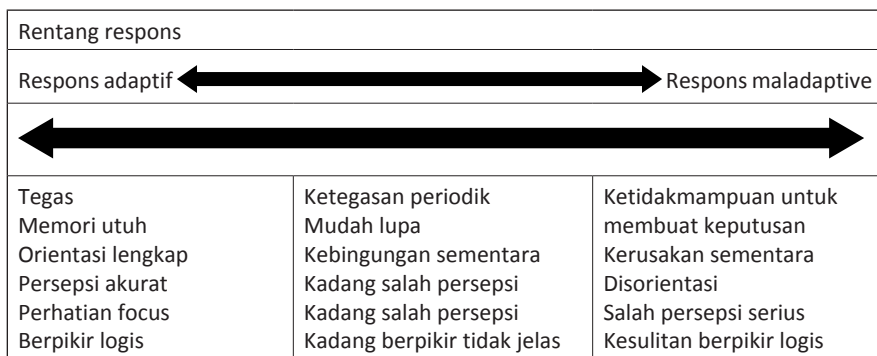 Rentang respons
Respons adaptif Respons maladaptive
Tegas
Memori utuh
Orientasi lengkap
Persepsi akurat
Perhatian focus
Berpikir logis
Ketegasan periodik
Mudah lupa
Kebingungan sementara
Kadang salah persepsi
Kadang salah persepsi
Kadang berpikir tidak jelas
Ketidakmampuan untuk
membuat keputusan
Kerusakan sementara
Disorientasi
Salah persepsi serius
Kesulitan berpikir logis